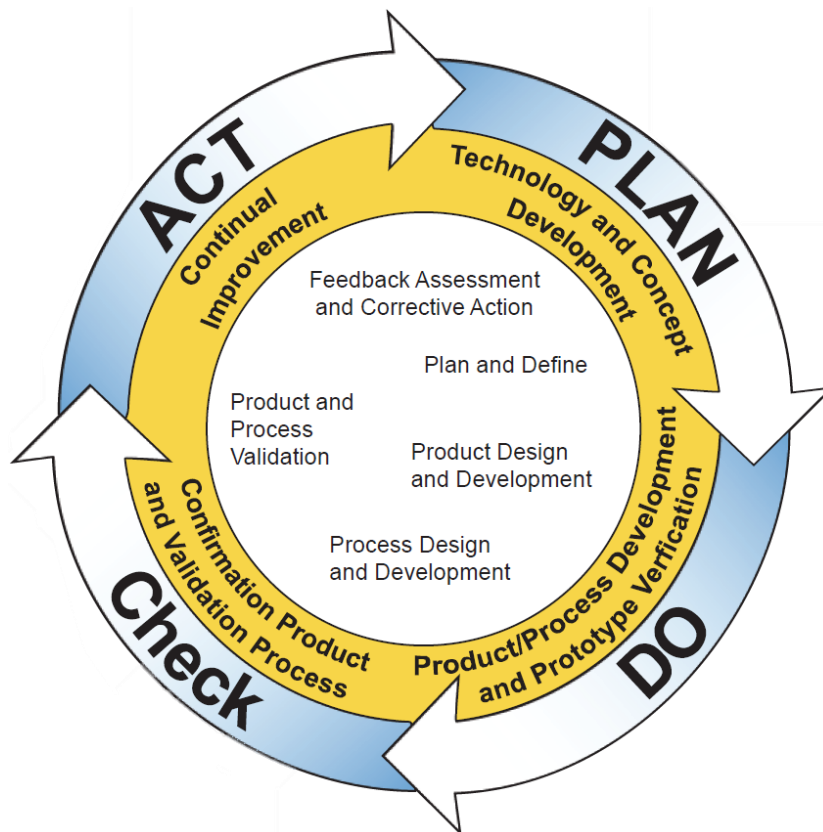 ACT
PLAN
DO
Check
Continual
Improvement
Technology and Concept
Development
Product/Process Development
and Prototype Verfication
Confirmation Product
and Validation Process
Feedback Assessment
and Corrective Action
Plan and Define
Product Design
and Development
Process Design
and Development
Product and
Process
Validation